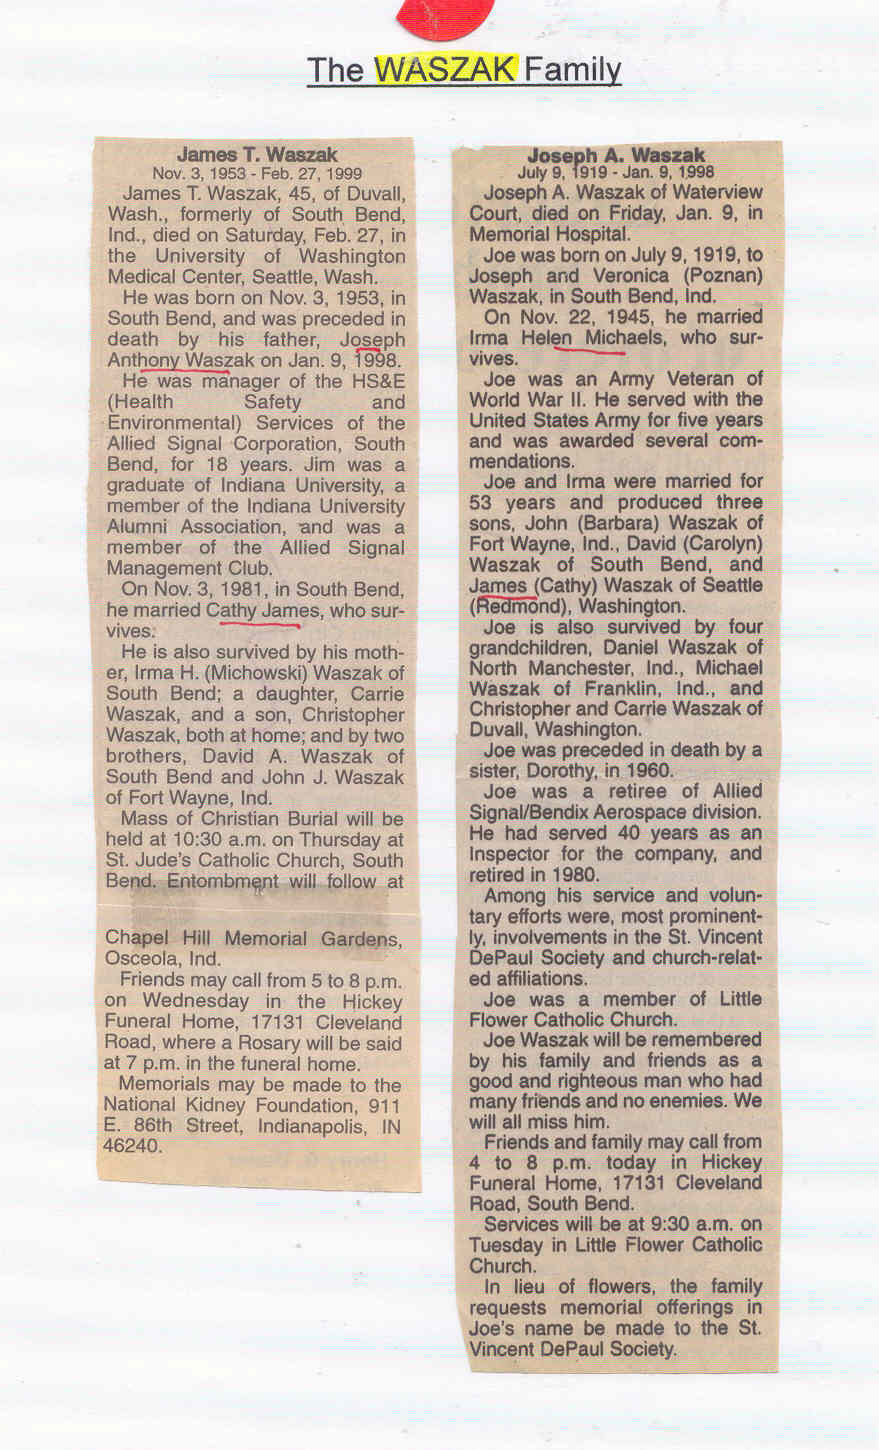 The WASZAK Family
James T. Waszak
Nov. 3, 1953 - Feb. 27, 1999
James T. Waszak, 45, of Duvall,
Wash., formerly of South Bend,
Ind., died on Saturday, Feb. 27, in
the University of Washington
Medical Center, Seattle, Wash.
He was born on Nov. 3, 1953, in
South Bend, and was preceded in
death by his father, Joseph
Anthony Waszak on Jan. 9, 1998.
He was manager of the HS&E
(Health Safety and
Environmental) Services of the
Allied Signal Corporation, South
Bend, for 18 years. Jim was a
graduate of Indiana University, a
member of the Indiana University
Alumni Association, and was a
member of the Allied Signal
Management Club.
On Nov. 3, 1981, in South Bend,
he married Cathy James, who sur-
vives.
He is also survived by his moth-
er, Irma H. (Michowski) Waszak of
South Bend; a daughter, Carrie
Waszak, and a son, Christopher
Waszak, both at home; and by two
brothers, David A. Waszak of
South Bend and John J. Waszak
of Fort Wayne, Ind.
Mass of Christian Burial will be
held at 10:30 a.m. on Thursday at
St. Jude's Catholic Church, South
Bend. Entombment will follow at
Chapel Hill Memorial Gardens,
Osceola, Ind.
Friends may call from 5 to 8 p.m.
on Wednesday in the Hickey
Funeral Home, 17131 Cleveland
Road, where a Rosary will be said
at 7 p.m. in the funeral home.
Memorials may be made to the
National Kidney Foundation, 911
E. 86th Street, Indianapolis, IN
46240.
Joseph A. Waszak
July 9, 1919 - Jan. 9, 1998
Joseph A. Waszak of Waterview
Court, died on Friday, Jan. 9, in
Memorial Hospital.
Joe was born on July 9, 1919, to
Joseph and Veronica (Poznan)
Waszak, in South Bend, Ind.
On Nov. 22, 1945, he married
Irma Helen Michaels, who sur-
vives.
Joe was an Army Veteran of
World War II. He served with the
United States Army for five years
and was awarded several com-
mendations.
Joe and Irma were married for
53 years and produced three
sons, John (Barbara) Waszak of
Fort Wayne, Ind., David (Carolyn)
Waszak of South Bend, and
James (Cathy) Waszak of Seattle
(Redmond), Washington.
Joe is also survived by four
grandchildren, Daniel Waszak of
North Manchester, Ind., Michael
Waszak of Franklin, Ind., and
Christopher and Carrie Waszak of
Duvall, Washington.
Joe was preceded in death by a
sister, Dorothy, in 1960.
Joe was a retiree of Allied
Signal/Bendix Aerospace division.
He had served 40 years as an
Inspector for the company, and
retired in 1980.
Among his service and volun-
tary efforts were, most prominent-
ly, involvements in the St. Vincent
DePaul Society and church-relat-
ed affiliations.
Joe was a member of Little
Flower Catholic Church.
Joe Waszak will be remembered
by his family and friends as a
good and righteous man who had
many friends and no enemies. We
will all miss him.
Friends and family may call from
4 to 8 p.m. today in Hickey
Funeral Home, 17131 Cleveland
Road, South Bend.
Services will be at 9:30 a.m. on
Tuesday in Little Flower Catholic
Church.
In lieu of flowers, the family
requests memorial offerings in
Joe's name be made to the St.
Vincent DePaul Society.